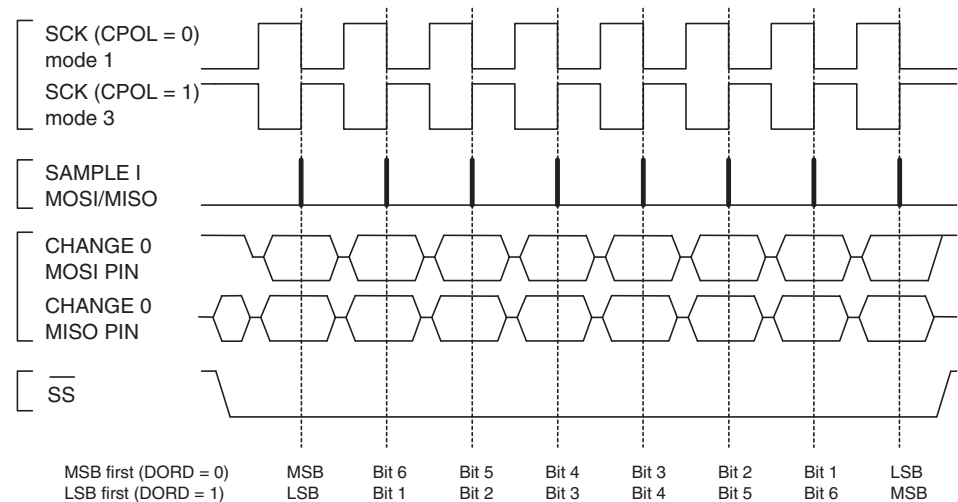 SCK (CPOL = 0)
mode 1
SCK (CPOL = 1)
mode 3
SAMPLE I
MOSI/MISO
CHANGE 0
MOSI PIN
CHANGE 0
MISO PIN
SS
MSB first (DORD = 0) MSB Bit 6 Bit 5 Bit 4 Bit 3 Bit 2 Bit 1 LSB
LSB first (DORD = 1) LSB Bit 1 Bit 2 Bit 3 Bit 4 Bit 5 Bit 6 MSB